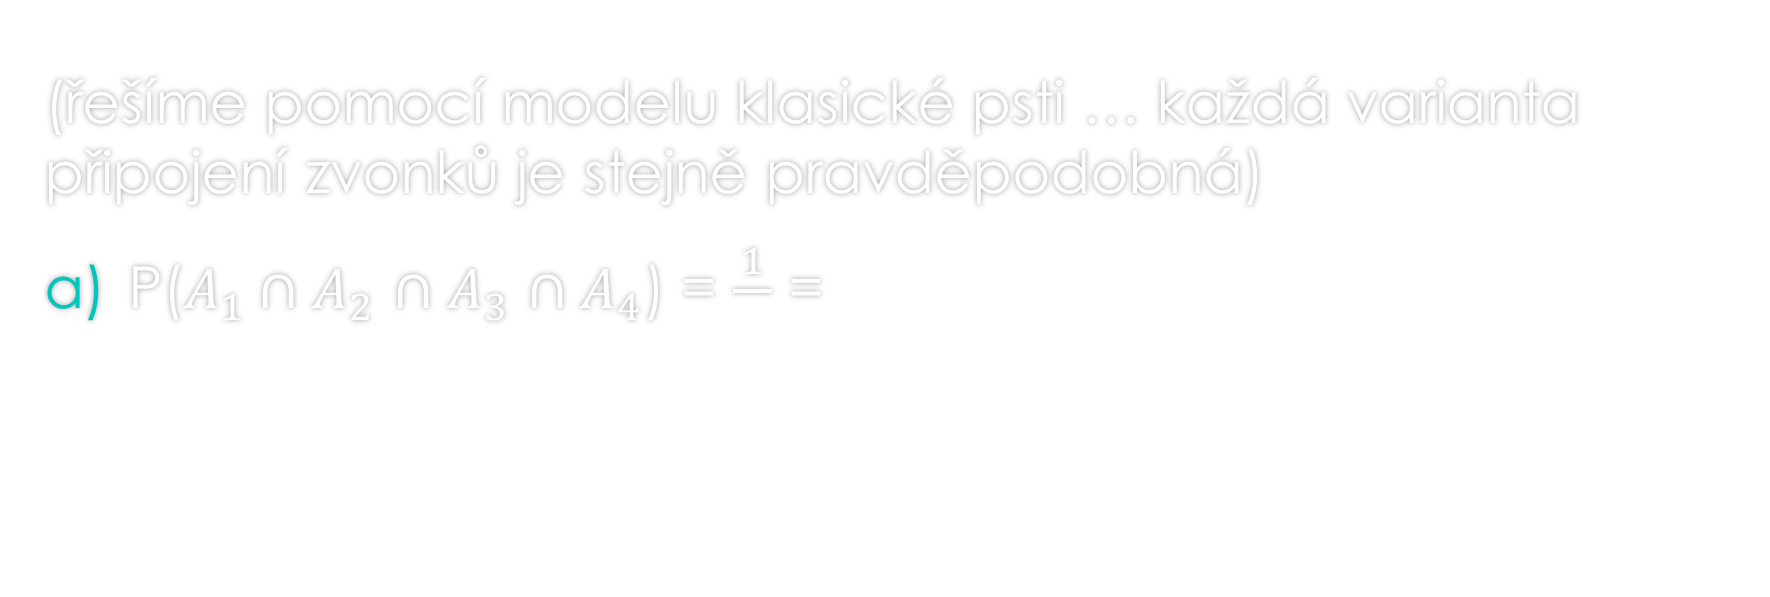 (řešíme pomocí modelu klasické psti … každá varianta
připojení zvonků je stejně pravděpodobná)
a) P(𝐴₁ ∩ 𝐴₂ ∩ 𝐴₃ ∩ 𝐴₄) = 1/ =